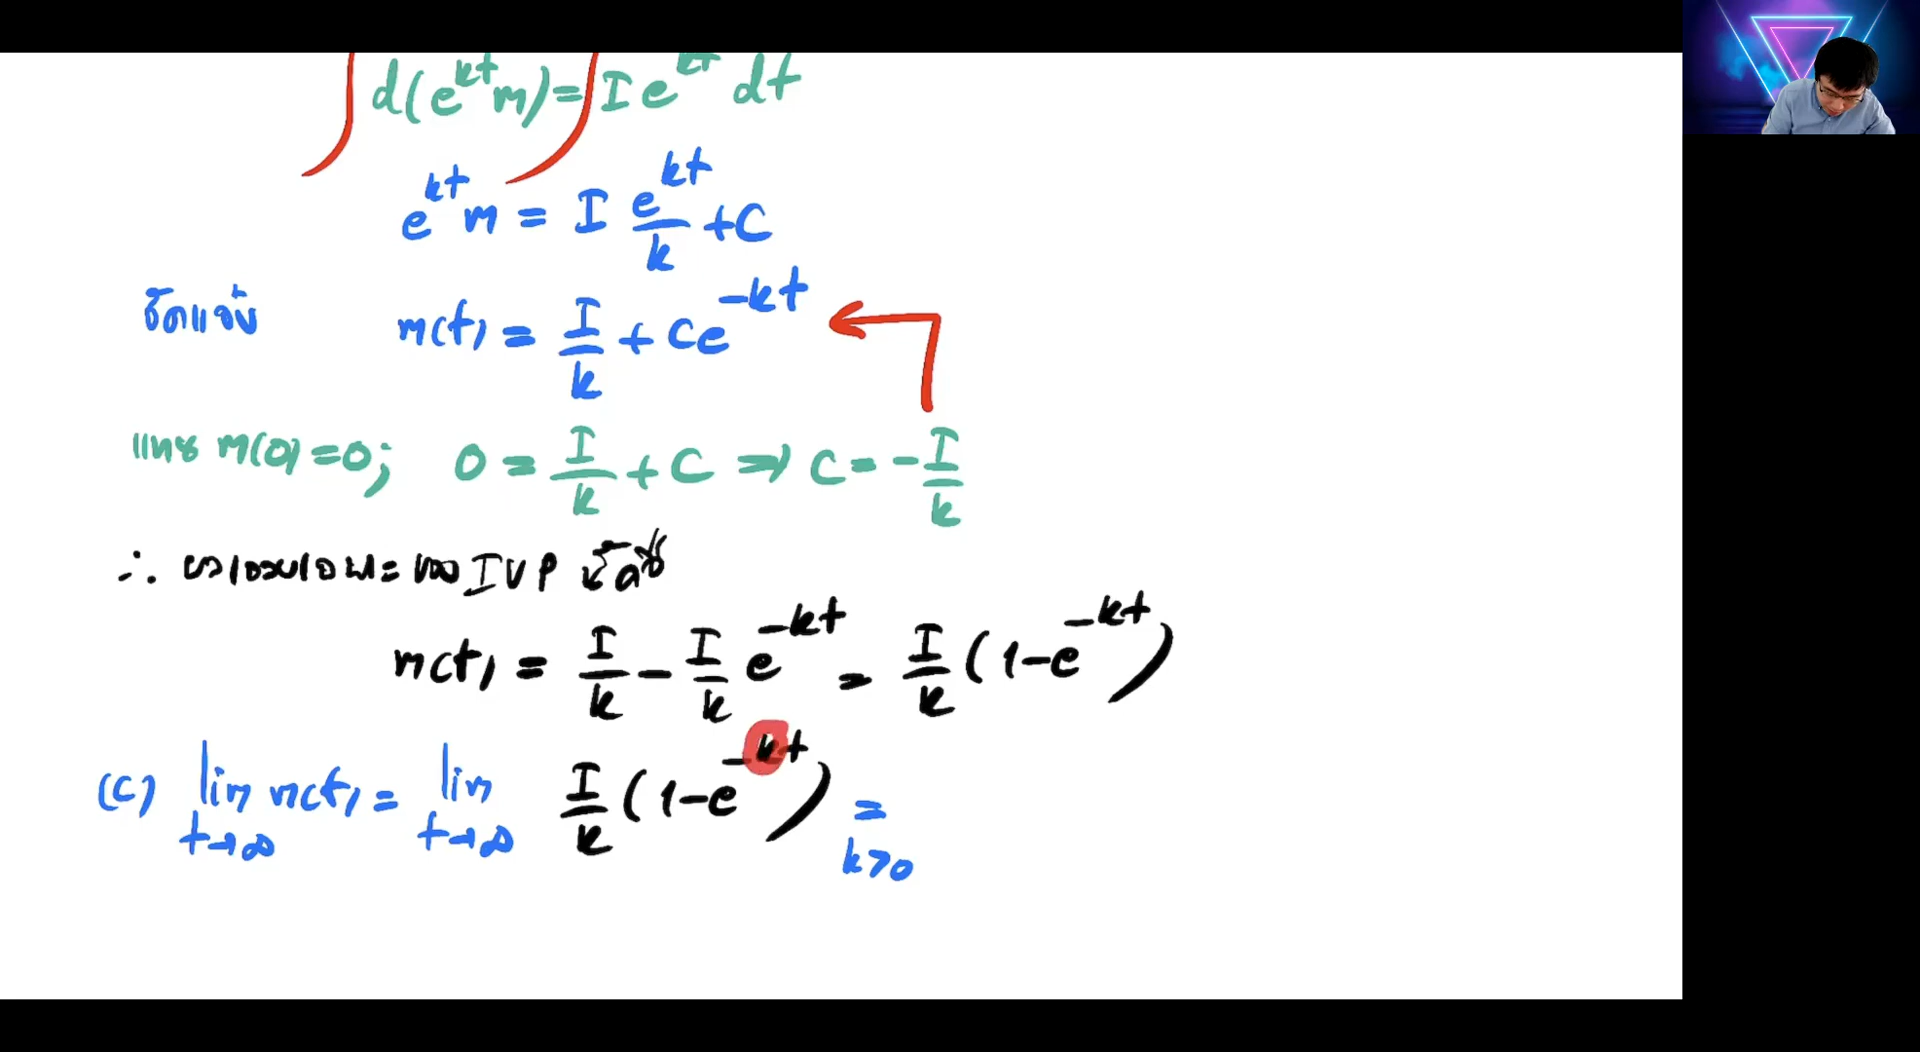 ∫ d(e^{kt}m) = ∫ I e^{kt} dt
e^{kt}m = I e^{kt}/k + C
จัดแจง m(t) = I/k + Ce^{-kt}
แทน m(0)=0; 0 = I/k + C ⇒ C = -I/k
∴ ผลเฉลยเฉพาะของ IVP นี้คือ
m(t) = I/k - I/k e^{-kt} = I/k (1-e^{-kt})
(c) lim_{t→∞} m(t) = lim_{t→∞} I/k (1-e^{-kt}) =
k>0